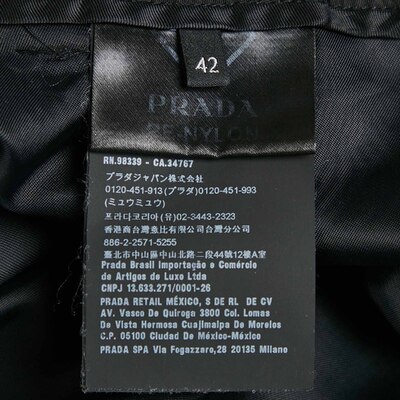 42
PRADA
RE-NYLON
RN.98339 - CA.34767
プラダジャパン株式会社
0120-451-913 (プラダ) 0120-451-993
(ミュウミュウ)
프라다코리아 (유) 02-3443-2323
香港商台灣意比有限公司台灣分公司
886-2-2571-5255
臺北市中山區中山北路二段44號12樓A室
Prada Brasil Importação e Comércio
de Artigos de Luxo Ltda
CNPJ 13.633.271/0001-26
PRADA RETAIL MÉXICO, S DE RL DE CV
AV. Vasco De Quiroga 3800 Col. Lomas
De Vista Hermosa Cuajimalpa De Morelos
C.P. 05100 Ciudad De México-México
PRADA SPA Via Fogazzaro,28 20135 Milano